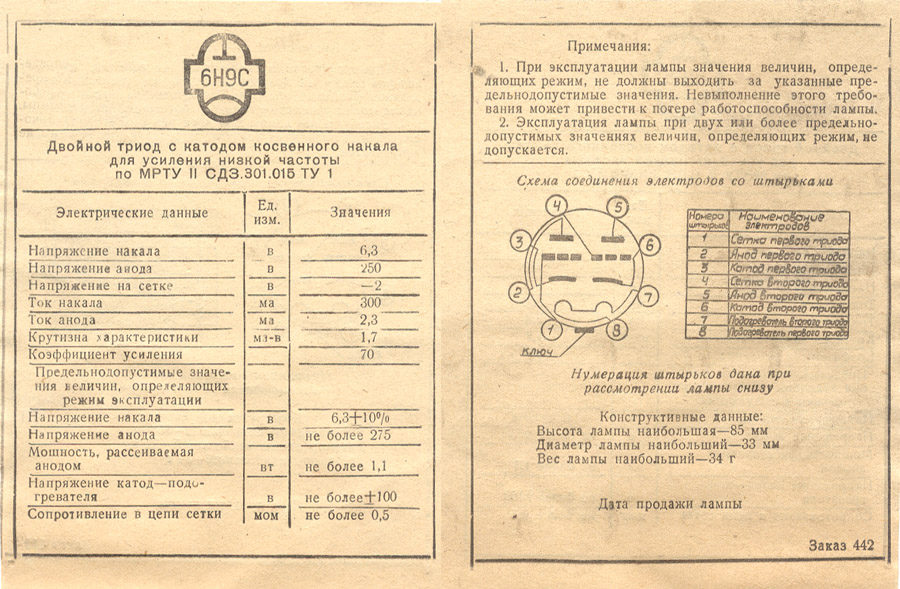 6Н9С
Двойной триод с катодом косвенного накала
для усиления низкой частоты
по МРТУ II СДЗ.301.015 ТУ 1
Электрические данные Ед. изм. Значения
Напряжение накала в 6,3
Напряжение анода в 250
Напряжение на сетке в —2
Ток накала ма 300
Ток анода ма 2,3
Крутизна характеристики ма-в 1,7
Коэффициент усиления 70
Предельнодопустимые значе-
ния величин, определяющих
режим эксплуатации
Напряжение накала в 6,3±10%
Напряжение анода в не более 275
Мощность, рассеиваемая
анодом вт не более 1,1
Напряжение катод—подо-
гревателя в не более±100
Сопротивление в цепи сетки мом не более 0,5
Примечания:
1. При эксплуатации лампы значения величин, опреде-
ляющих режим, не должны выходить за указанные пре-
дельнодопустимые значения. Невыполнение этого требо-
вания может привести к потере работоспособности лампы.
2. Эксплуатация лампы при двух или более предельно-
допустимых значениях величин, определяющих режим, не
допускается.
Схема соединения электродов со штырьками
4 5
3 6
2 7
1 8
ключ
Номера штырьков Наименование электродов
1 Сетка первого триода
2 Анод первого триода
3 Катод первого триода
4 Сетка второго триода
5 Анод второго триода
6 Катод второго триода
7 Подогреватель второго триода
8 Подогреватель первого триода
Нумерация штырьков дана при
рассмотрении лампы снизу
Конструктивные данные:
Высота лампы наибольшая—85 мм
Диаметр лампы наибольший—33 мм
Вес лампы наибольший—34 г
Дата продажи лампы
Заказ 442